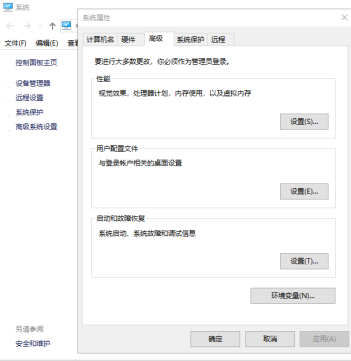 系统
系统属性
文件(F) 编辑(E) 查看
计算机名 硬件 高级 系统保护 远程
控制面板主页
要进行大多数更改，你必须作为管理员登录。
设备管理器
远程设置
系统保护
高级系统设置
性能
视觉效果，处理器计划，内存使用，以及虚拟内存
设置(S)...
用户配置文件
与登录帐户相关的桌面设置
设置(E)...
启动和故障恢复
系统启动、系统故障和调试信息
设置(T)...
环境变量(N)...
另请参阅
安全和维护
确定 取消 应用(A)